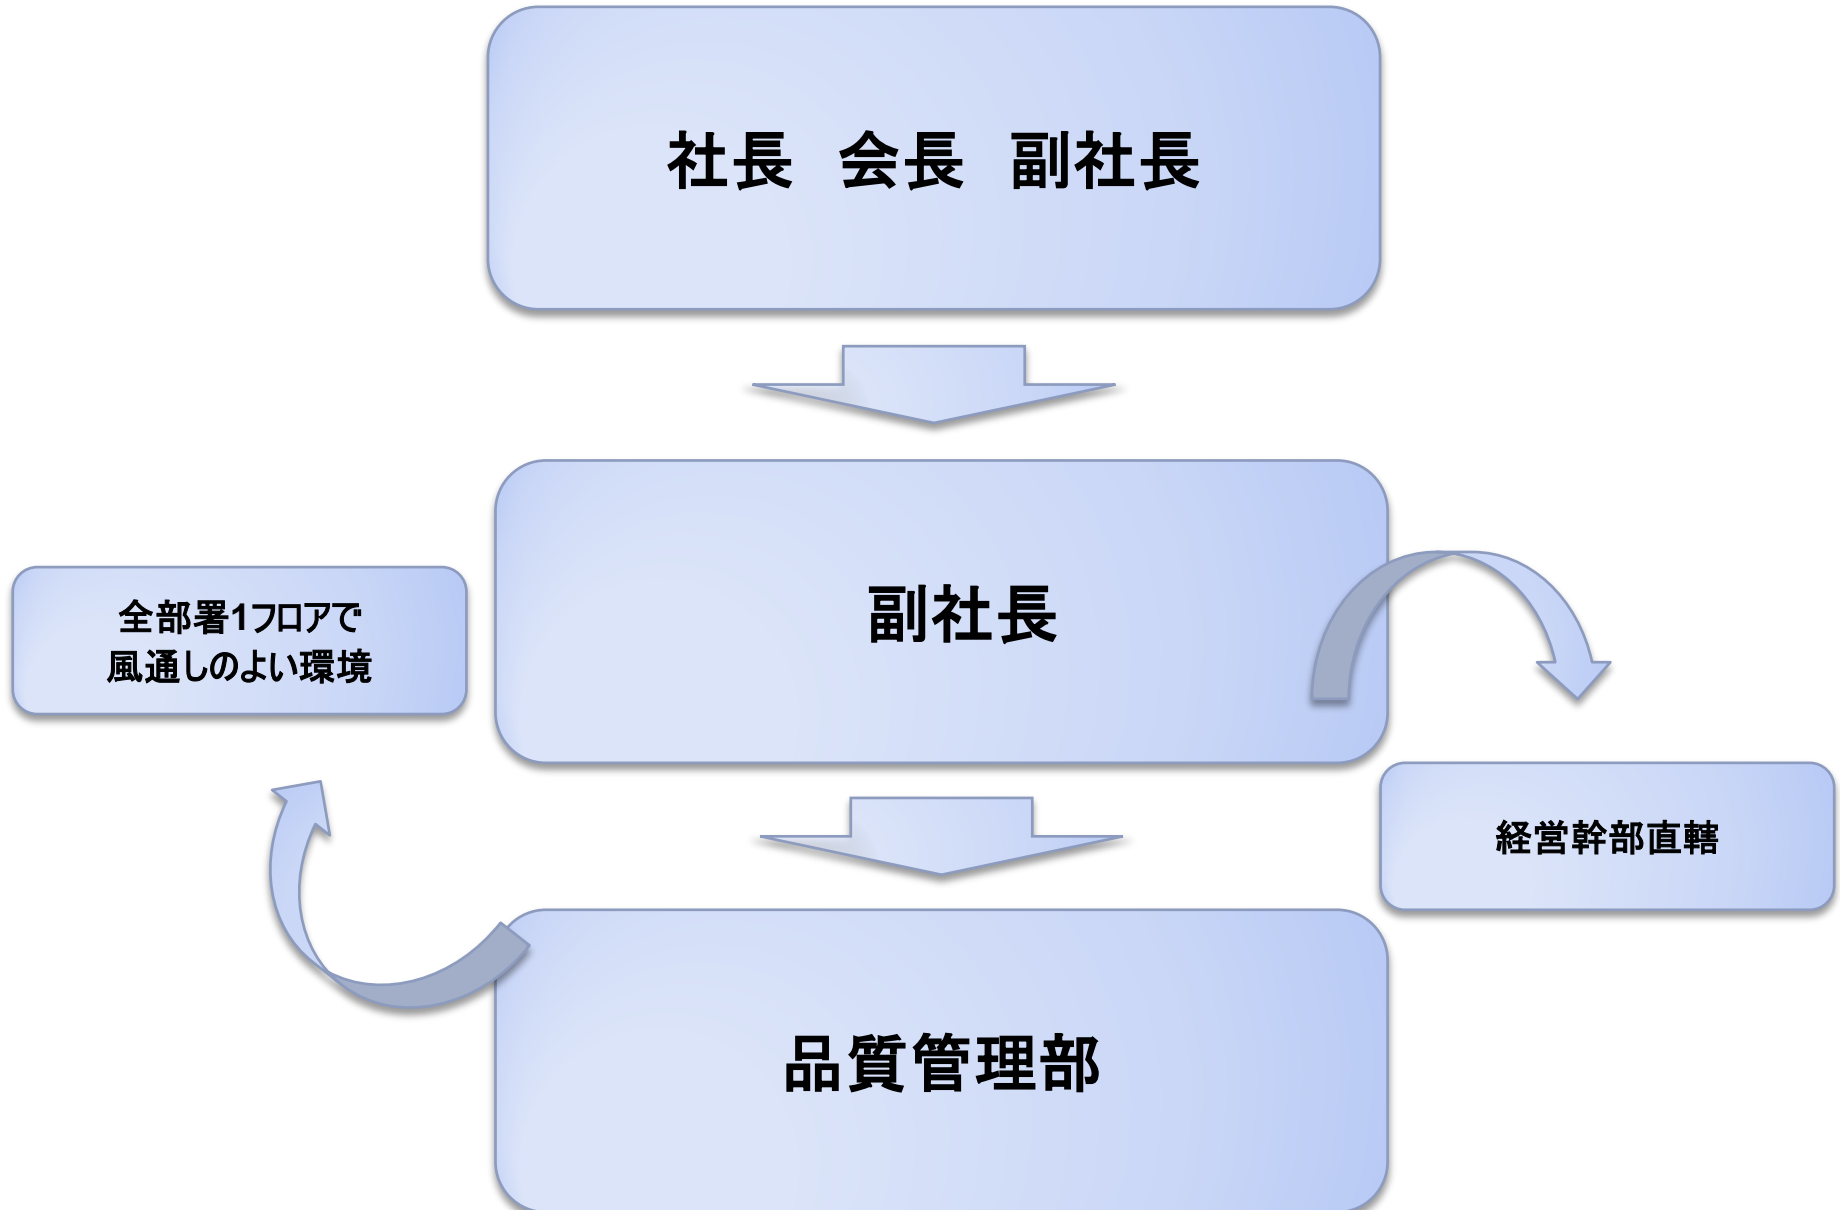 社長　会長　副社長
副社長
全部署1フロアで
風通しのよい環境
経営幹部直轄
品質管理部